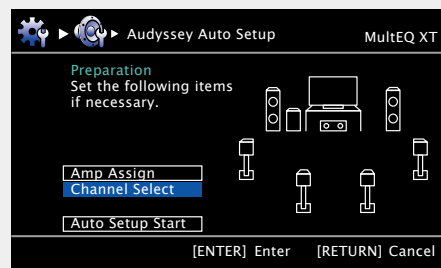 Audyssey Auto Setup
MultEQ XT
Preparation
Set the following items
if necessary.
Amp Assign
Channel Select
Auto Setup Start
[ENTER] Enter [RETURN] Cancel